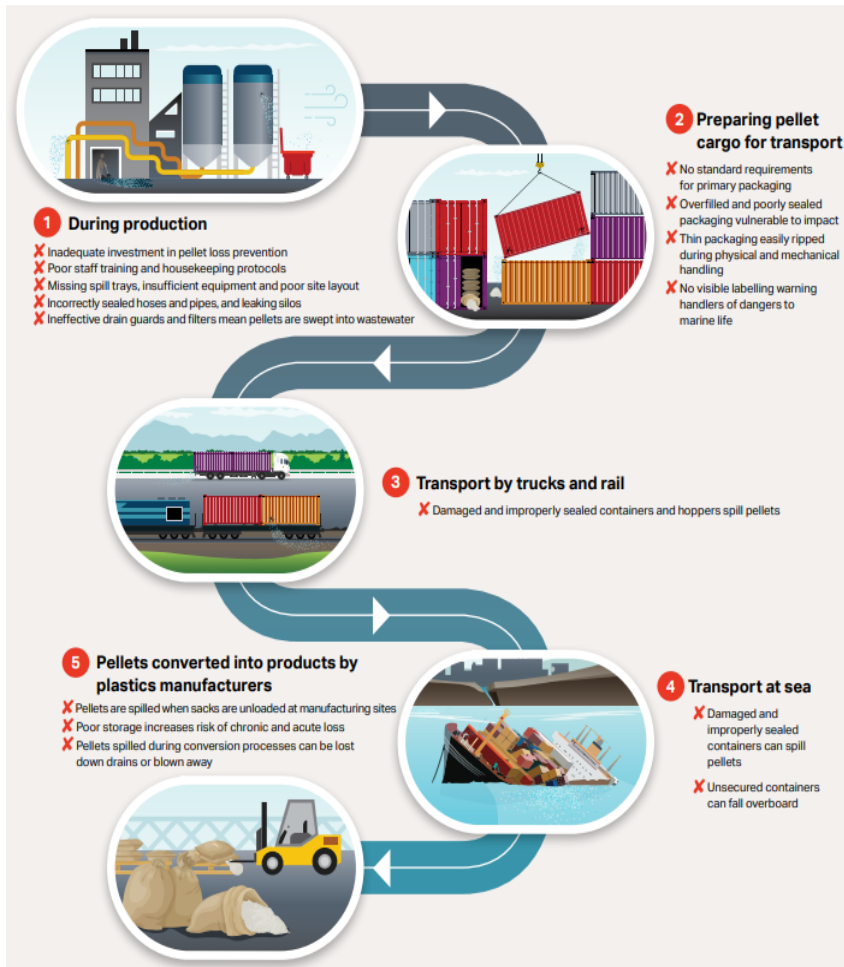 1 During production
✘ Inadequate investment in pellet loss prevention
✘ Poor staff training and housekeeping protocols
✘ Missing spill trays, insufficient equipment and poor site layout
✘ Incorrectly sealed hoses and pipes, and leaking silos
✘ Ineffective drain guards and filters mean pellets are swept into wastewater
2 Preparing pellet
cargo for transport
✘ No standard requirements
for primary packaging
✘ Overfilled and poorly sealed
packaging vulnerable to impact
✘ Thin packaging easily ripped
during physical and mechanical
handling
✘ No visible labelling warning
handlers of dangers to
marine life
3 Transport by trucks and rail
✘ Damaged and improperly sealed containers and hoppers spill pellets
4 Transport at sea
✘ Damaged and
improperly sealed
containers can spill
pellets
✘ Unsecured containers
can fall overboard
5 Pellets converted into products by
plastics manufacturers
✘ Pellets are spilled when sacks are unloaded at manufacturing sites
✘ Poor storage increases risk of chronic and acute loss
✘ Pellets spilled during conversion processes can be lost
down drains or blown away